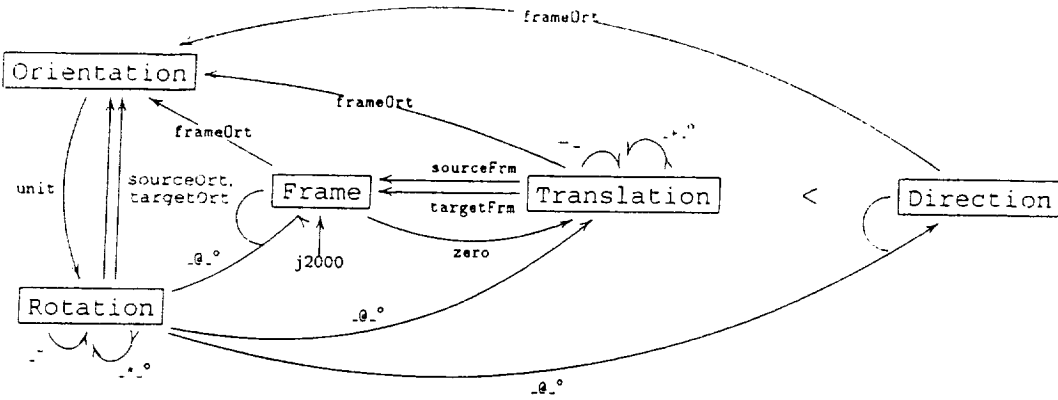 frameOrt
Orientation
frameOrt
frameOrt
_+_°
unit
sourceOrt,
targetOrt
Frame
sourceFrm
targetFrm
Translation
<
Direction
zero
_@_°
j2000
Rotation
_@_°
_*_°
_@_°